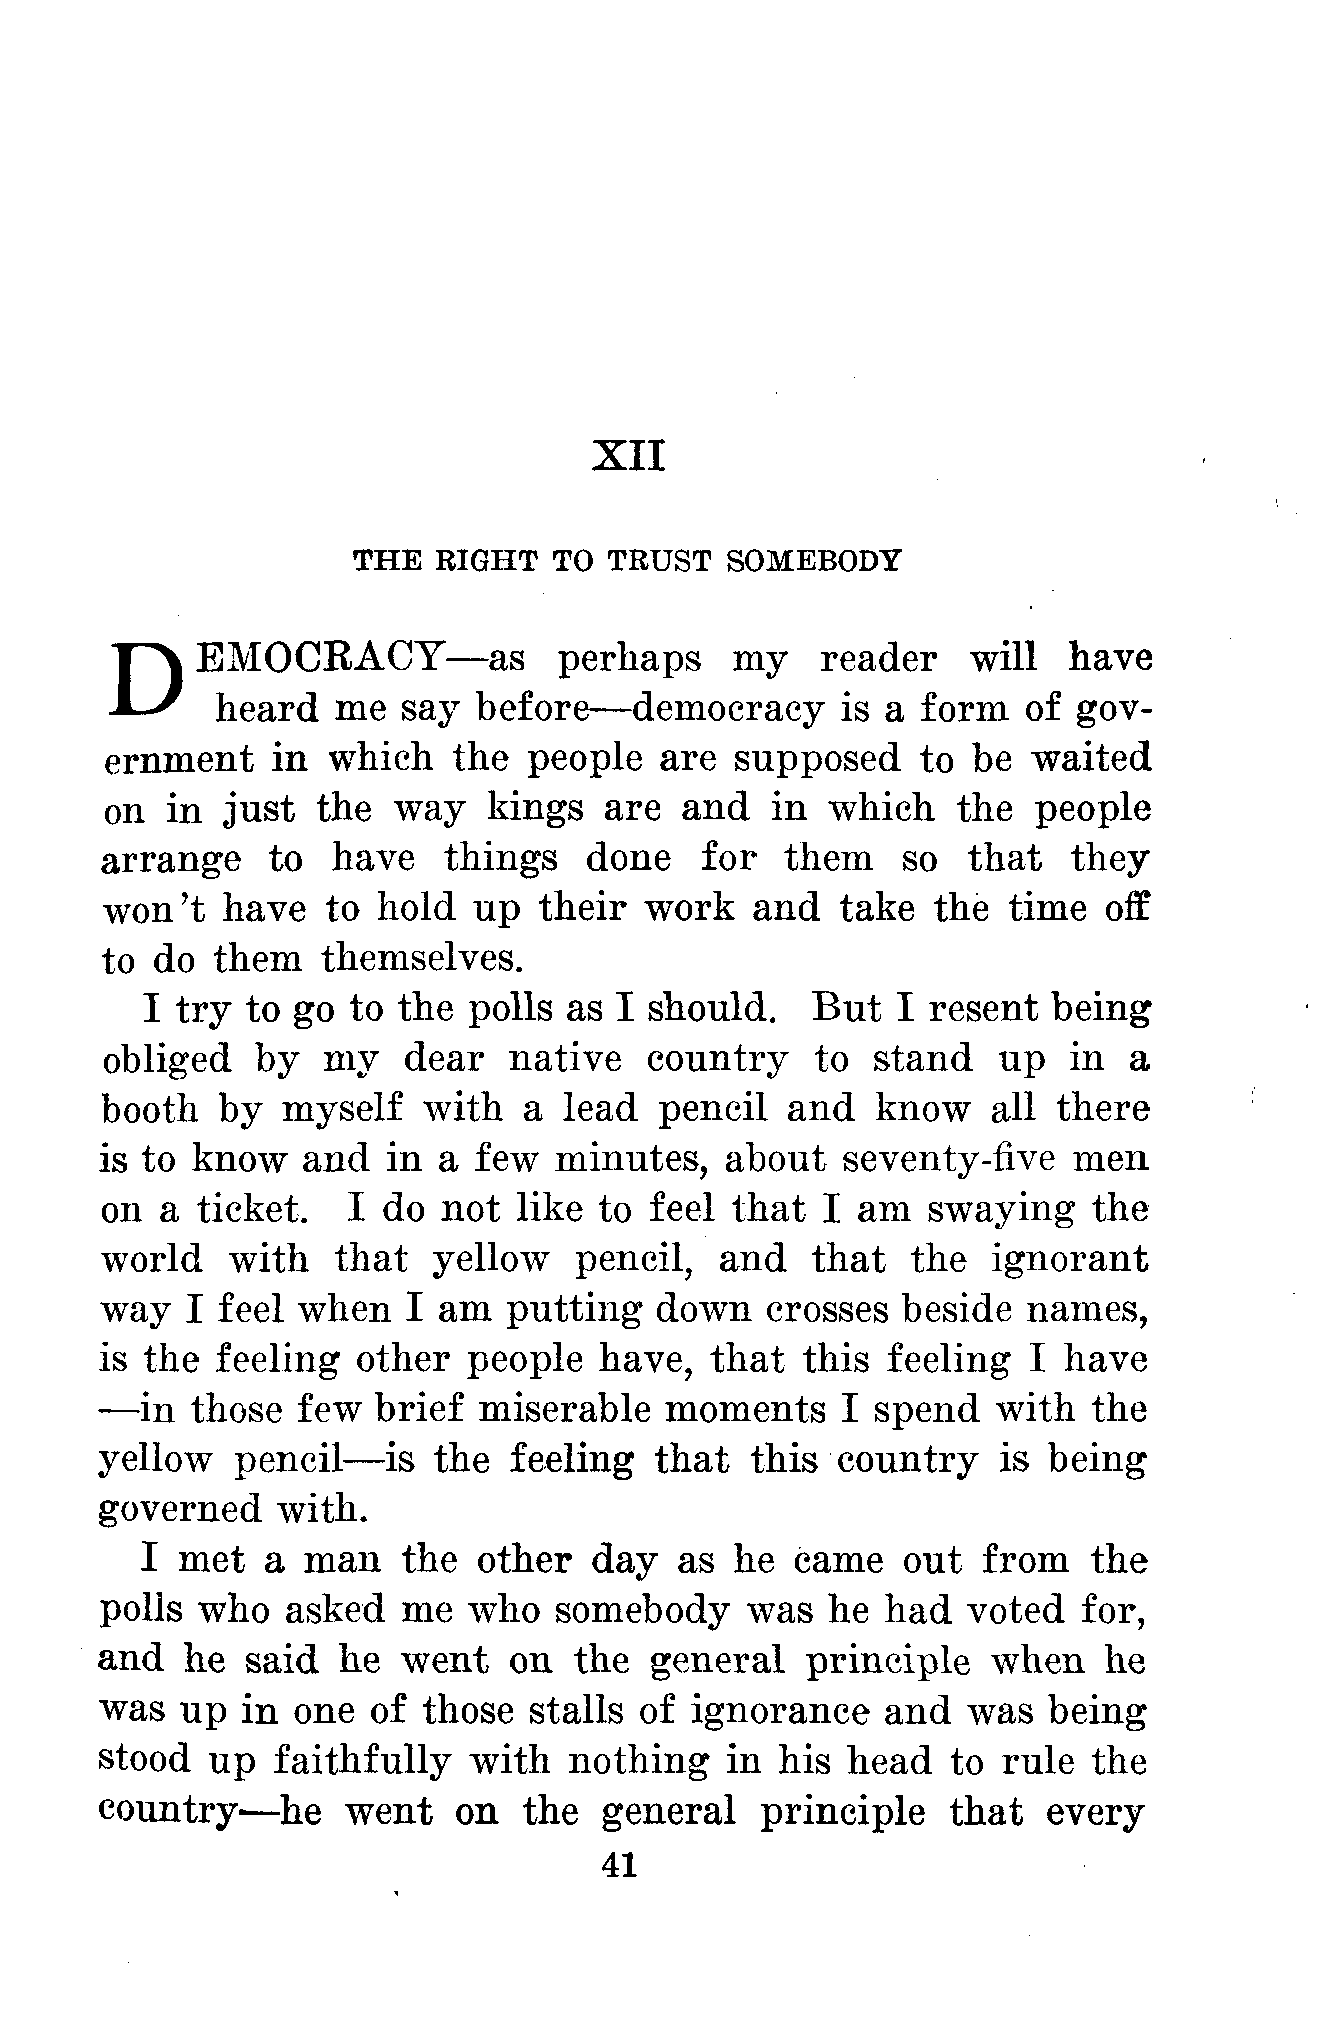 XII
THE RIGHT TO TRUST SOMEBODY
DEMOCRACY—as perhaps my reader will have
heard me say before—democracy is a form of gov-
ernment in which the people are supposed to be waited
on in just the way kings are and in which the people
arrange to have things done for them so that they
won't have to hold up their work and take the time off
to do them themselves.
I try to go to the polls as I should. But I resent being
obliged by my dear native country to stand up in a
booth by myself with a lead pencil and know all there
is to know and in a few minutes, about seventy-five men
on a ticket. I do not like to feel that I am swaying the
world with that yellow pencil, and that the ignorant
way I feel when I am putting down crosses beside names,
is the feeling other people have, that this feeling I have
—in those few brief miserable moments I spend with the
yellow pencil—is the feeling that this country is being
governed with.
I met a man the other day as he came out from the
polls who asked me who somebody was he had voted for,
and he said he went on the general principle when he
was up in one of those stalls of ignorance and was being
stood up faithfully with nothing in his head to rule the
country—he went on the general principle that every
41